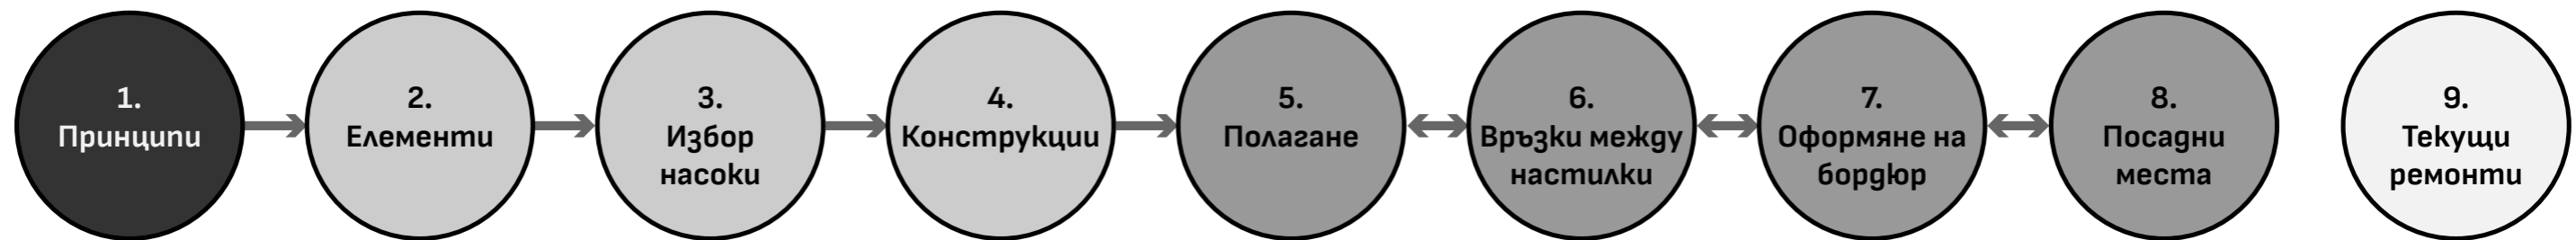 1.
Принципи
2.
Елементи
3.
Избор
насоки
4.
Конструкции
5.
Полагане
6.
Връзки между
настилки
7.
Оформяне на
бордюр
8.
Посадни
места
9.
Текущи
ремонти